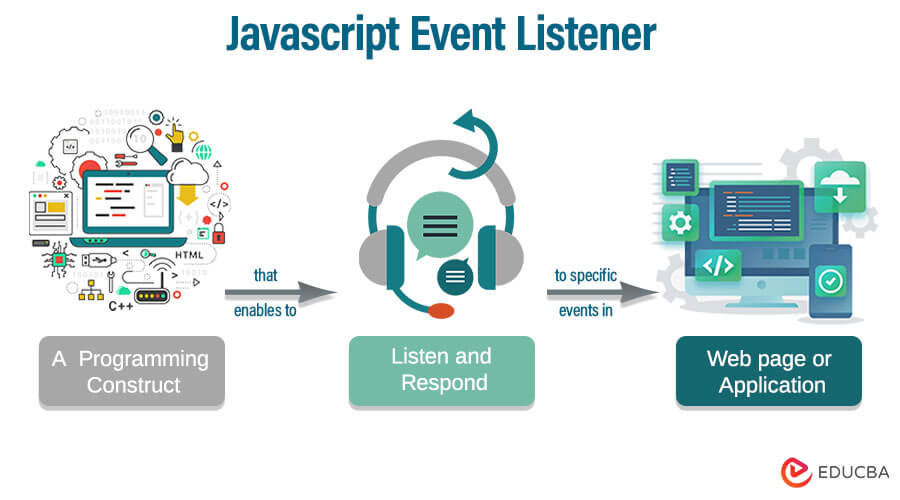 Javascript Event Listener
10
</>
</>
HTML
C++
that
enables to
to specific
events in
</>
A Programming
Construct
Listen and
Respond
Web page or
Application
EDUCBA